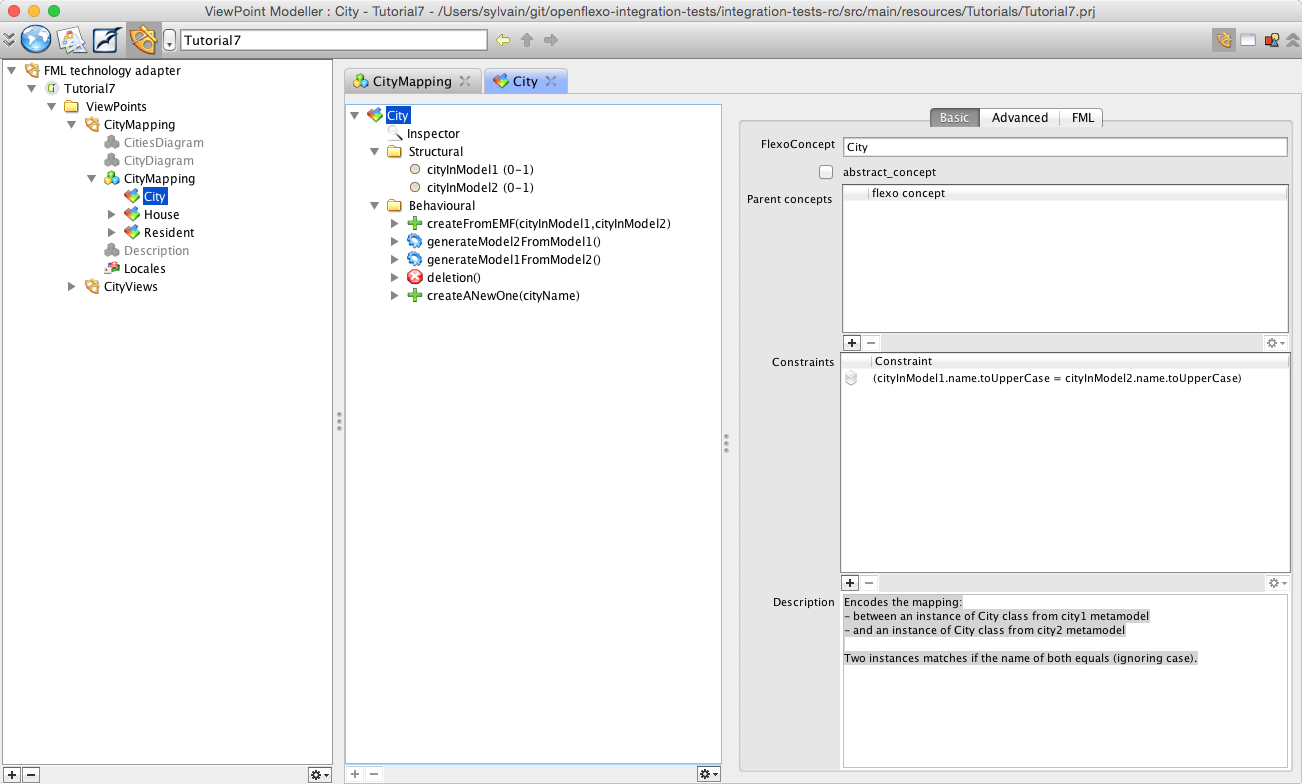 ViewPoint Modeller : City - Tutorial7 - /Users/sylvain/git/openflexo-integration-tests/integration-tests-rc/src/main/resources/Tutorials/Tutorial7.prj
Tutorial7
FML technology adapter
Tutorial7
ViewPoints
CityMapping
CitiesDiagram
CityDiagram
CityMapping
City
House
Resident
Description
Locales
CityViews
CityMapping
City
City
Inspector
Structural
cityInModel1 (0-1)
cityInModel2 (0-1)
Behavioural
createFromEMF(cityInModel1,cityInModel2)
generateModel2FromModel1()
generateModel1FromModel2()
deletion()
createANewOne(cityName)
Basic Advanced FML
FlexoConcept City
abstract_concept
Parent concepts
flexo concept
Constraints
Constraint
(cityInModel1.name.toUpperCase = cityInModel2.name.toUpperCase)
Description
Encodes the mapping:
- between an instance of City class from city1 metamodel
- and an instance of City class from city2 metamodel
Two instances matches if the name of both equals (ignoring case).